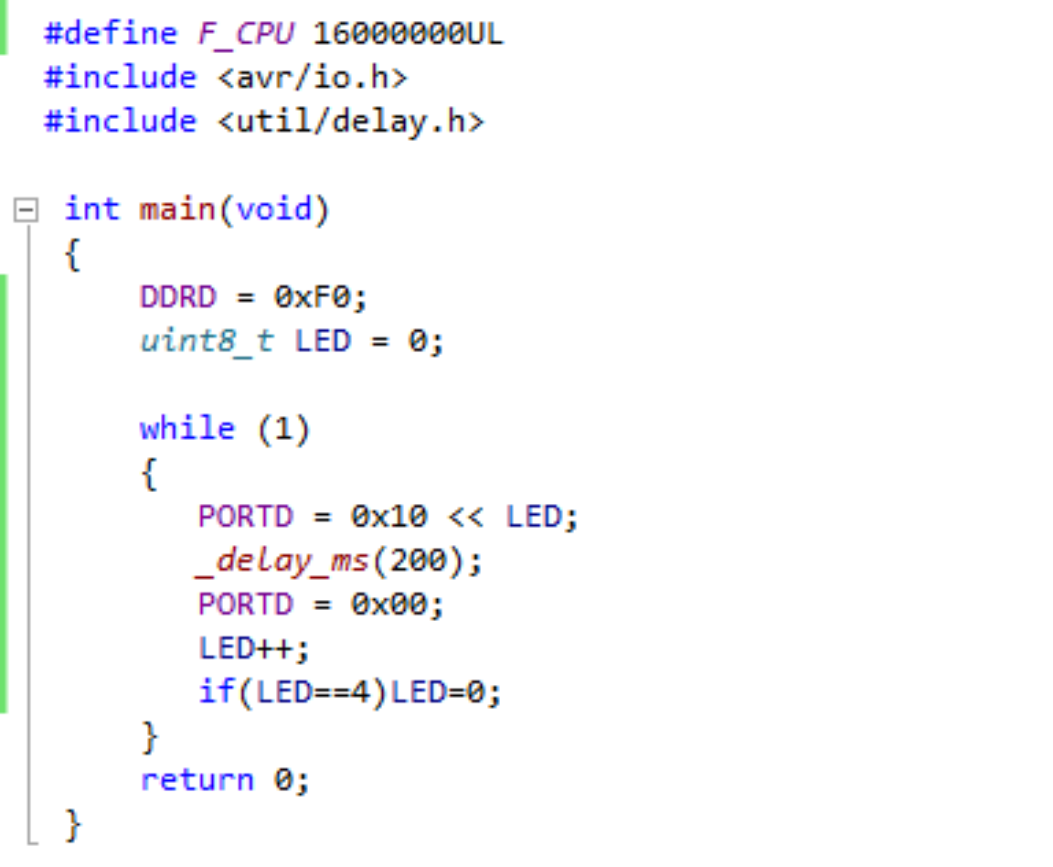 #define F_CPU 16000000UL
#include <avr/io.h>
#include <util/delay.h>
int main(void)
{
DDRD = 0xF0;
uint8_t LED = 0;
while (1)
{
PORTD = 0x10 << LED;
_delay_ms(200);
PORTD = 0x00;
LED++;
if(LED==4)LED=0;
}
return 0;
}